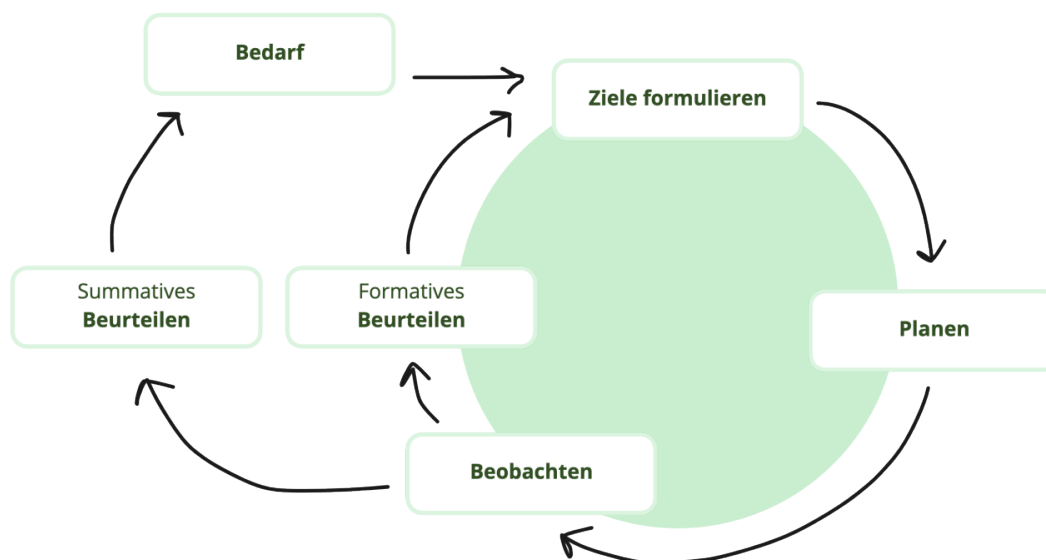 Bedarf
Ziele formulieren
Summatives
Beurteilen
Formatives
Beurteilen
Planen
Beobachten